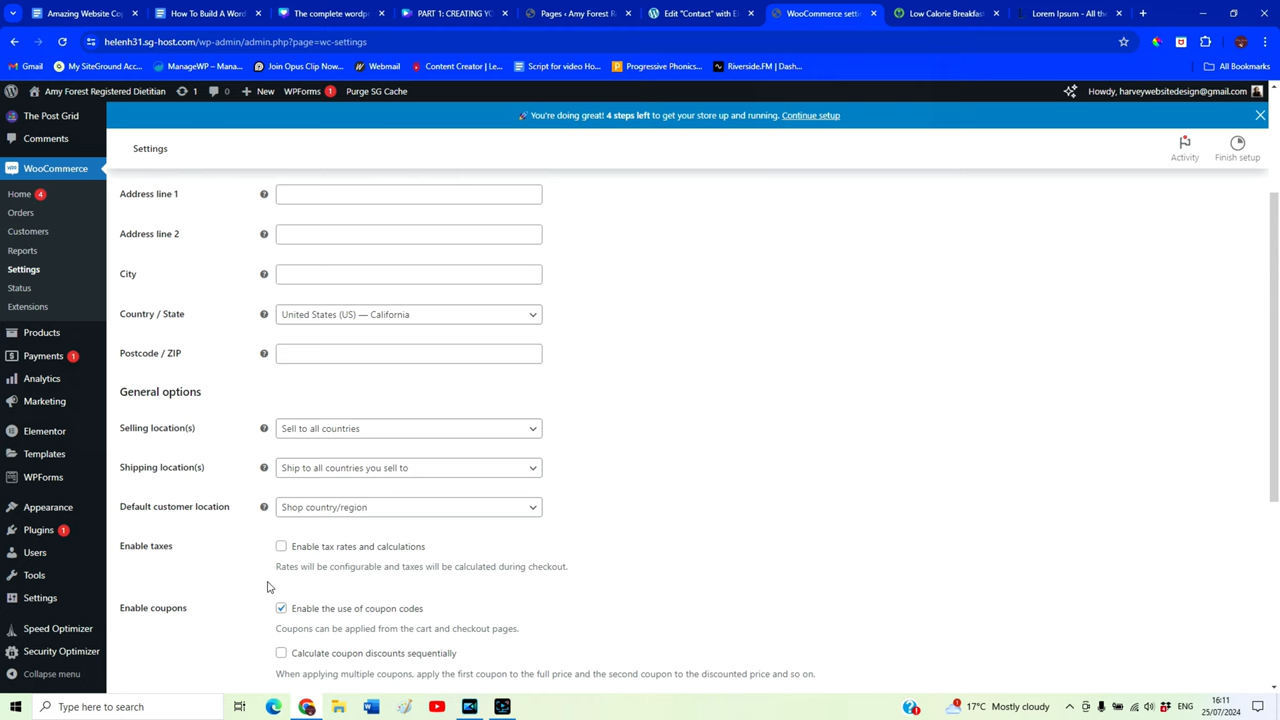 Amazing Website Co
How To Build A Word
The complete wordp
PART 1: CREATING YO
Pages ‹ Amy Forest R
Edit "Contact" with E
WooCommerce sett
Low Calorie Breakfas
Lorem Ipsum - All the
helenh31.sg-host.com/wp-admin/admin.php?page=wc-settings
Gmail
My SiteGround Acc...
ManageWP – Mana...
Join Opus Clip Now...
Webmail
Content Creator | Le...
Script for video Ho...
Progressive Phonics...
Riverside.FM | Dash...
All Bookmarks
Amy Forest Registered Dietitian
1
0
+ New
WPForms 1
Purge SG Cache
Howdy, harveywebsitedesign@gmail.com
🚀 You're doing great! 4 steps left to get your store up and running. Continue setup
The Post Grid
Comments
WooCommerce
Home 4
Orders
Customers
Reports
Settings
Status
Extensions
Products
Payments 1
Analytics
Marketing
Elementor
Templates
WPForms
Appearance
Plugins 1
Users
Tools
Settings
Speed Optimizer
Security Optimizer
Collapse menu
Settings
Activity
Finish setup
Address line 1
Address line 2
City
Country / State
United States (US) — California
Postcode / ZIP
General options
Selling location(s)
Sell to all countries
Shipping location(s)
Ship to all countries you sell to
Default customer location
Shop country/region
Enable taxes
Enable tax rates and calculations
Rates will be configurable and taxes will be calculated during checkout.
Enable coupons
Enable the use of coupon codes
Coupons can be applied from the cart and checkout pages.
Calculate coupon discounts sequentially
When applying multiple coupons, apply the first coupon to the full price and the second coupon to the discounted price and so on.
Type here to search
17°C Mostly cloudy
ENG
16:11
25/07/2024